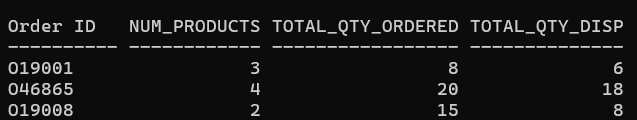 Order ID   NUM_PRODUCTS TOTAL_QTY_ORDERED TOTAL_QTY_DISP
---------- ------------ ----------------- --------------
O19001                3                 8              6
O46865                4                20             18
O19008                2                15              8